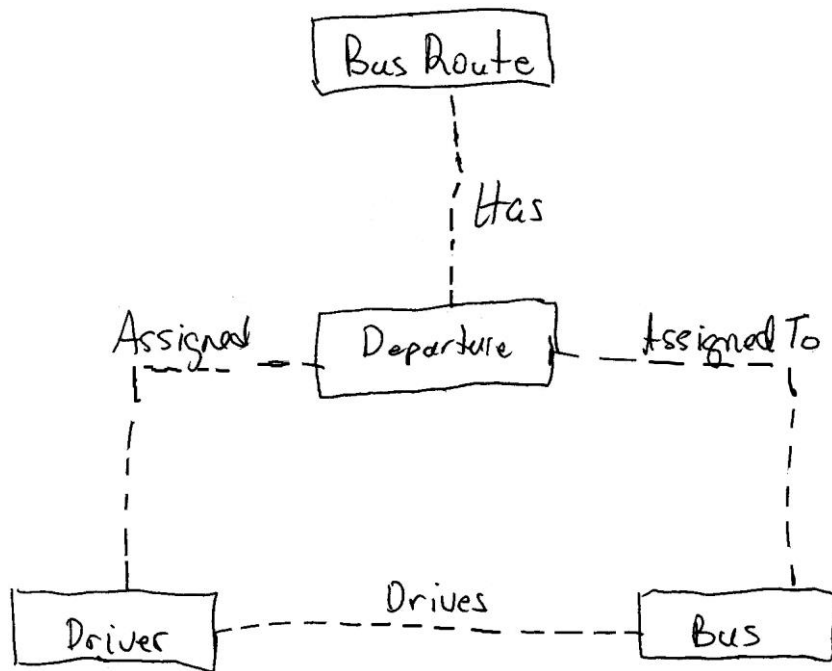 Bus Route
Has
Assigned
Departure
Assigned To
Drives
Driver
Bus